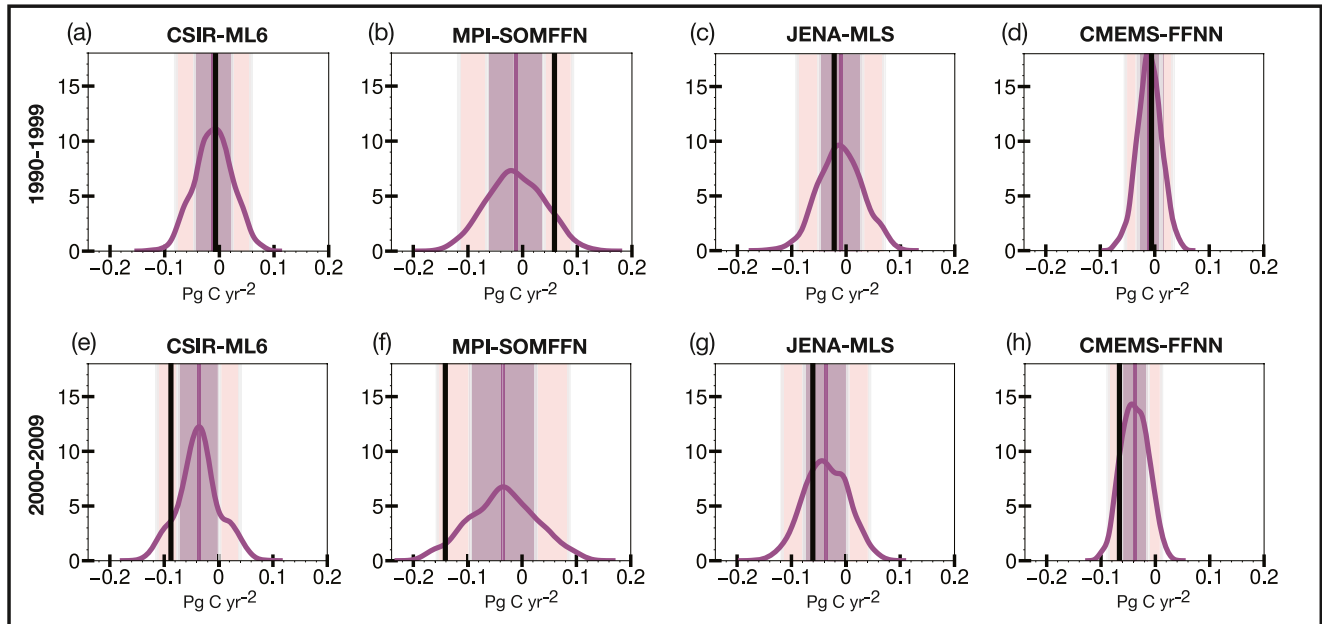 (a) CSIR-ML6 (b) MPI-SOMFFN (c) JENA-MLS (d) CMEMS-FFNN
1990-1999
15 15 15 15
10 10 10 10
5 5 5 5
0 0 0 0
−0.2 −0.1 0 0.1 0.2 −0.2 −0.1 0 0.1 0.2 −0.2 −0.1 0 0.1 0.2 −0.2 −0.1 0 0.1 0.2
Pg C yr⁻² Pg C yr⁻² Pg C yr⁻² Pg C yr⁻²
(e) CSIR-ML6 (f) MPI-SOMFFN (g) JENA-MLS (h) CMEMS-FFNN
2000-2009
15 15 15 15
10 10 10 10
5 5 5 5
0 0 0 0
−0.2 −0.1 0 0.1 0.2 −0.2 −0.1 0 0.1 0.2 −0.2 −0.1 0 0.1 0.2 −0.2 −0.1 0 0.1 0.2
Pg C yr⁻² Pg C yr⁻² Pg C yr⁻² Pg C yr⁻²